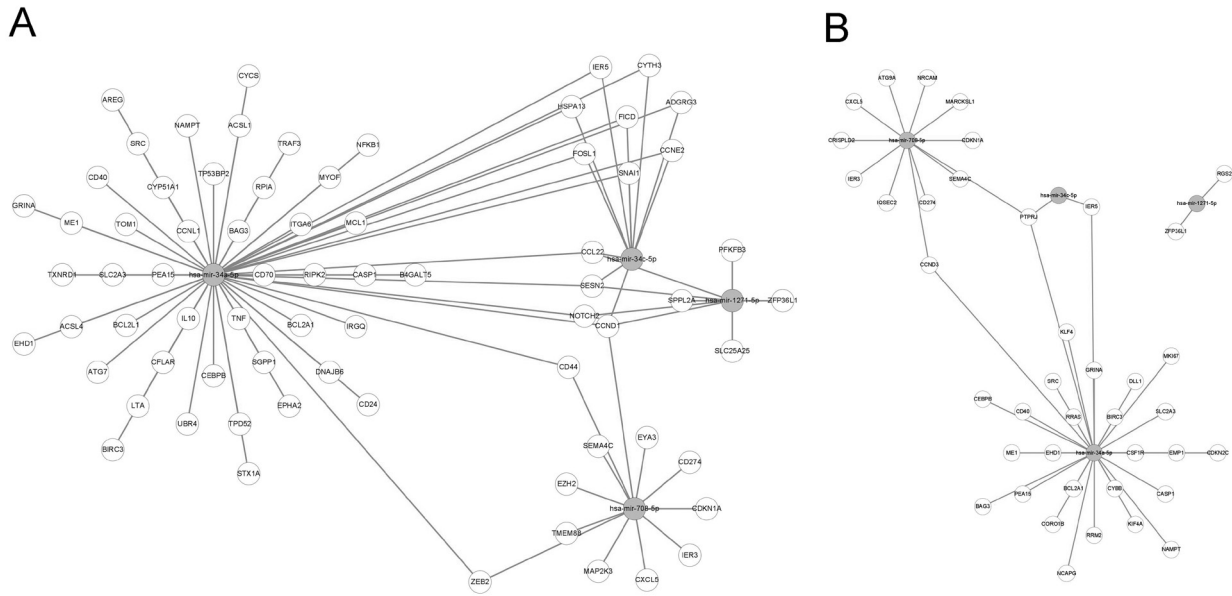 A
B
IER5
CYTH3
CYCS
AREG
HSPA13
ADGRG3
NAMPT
ACSL1
FICD
SRC
TRAF3
NFKB1
FOSL1
CCNE2
CD40
TP53BP2
MYOF
SNAI1
CYP51A1
RPIA
GRINA
ME1
TOM1
CCNL1
BAG3
ITGA6
MCL1
CCL22
PFKFB3
hsa-mir-34c-5p
TXNRD1
SLC2A3
PEA15
hsa-mir-34a-5p
CD70
RIPK2
CASP1
B4GALT5
SESN2
SPPL2A
hsa-mir-1271-5p
ZFP36L1
NOTCH2
CCND1
ACSL4
IL10
TNF
BCL2A1
IRGQ
EHD1
BCL2L1
SLC25A25
ATG7
CFLAR
CEBPB
SGPP1
DNAJB6
CD44
LTA
EPHA2
CD24
UBR4
TPD52
BIRC3
STX1A
SEMA4C
EYA3
CD274
EZH2
hsa-mir-708-5p
CDKN1A
TMEM88
IER3
MAP2K3
CXCL5
ZEB2
ATG9A
NRCAM
CXCL5
MARCKSL1
CRISPLD2
hsa-mir-708-5p
CDKN1A
IER3
SEMA4C
IQSEC2
CD274
hsa-mir-34c-5p
PTPRJ
IER5
RGS2
hsa-mir-1271-5p
ZFP36L1
CCND3
KLF4
MKI67
GRINA
SRC
DLL1
CEBPB
CD40
RRAS
BIRC3
SLC2A3
ME1
EHD1
hsa-mir-34a-5p
CSF1R
EMP1
CDKN2C
BCL2A1
CYBB
CASP1
PEA15
BAG3
CORO1B
KIF4A
RRM2
NAMPT
NCAPG